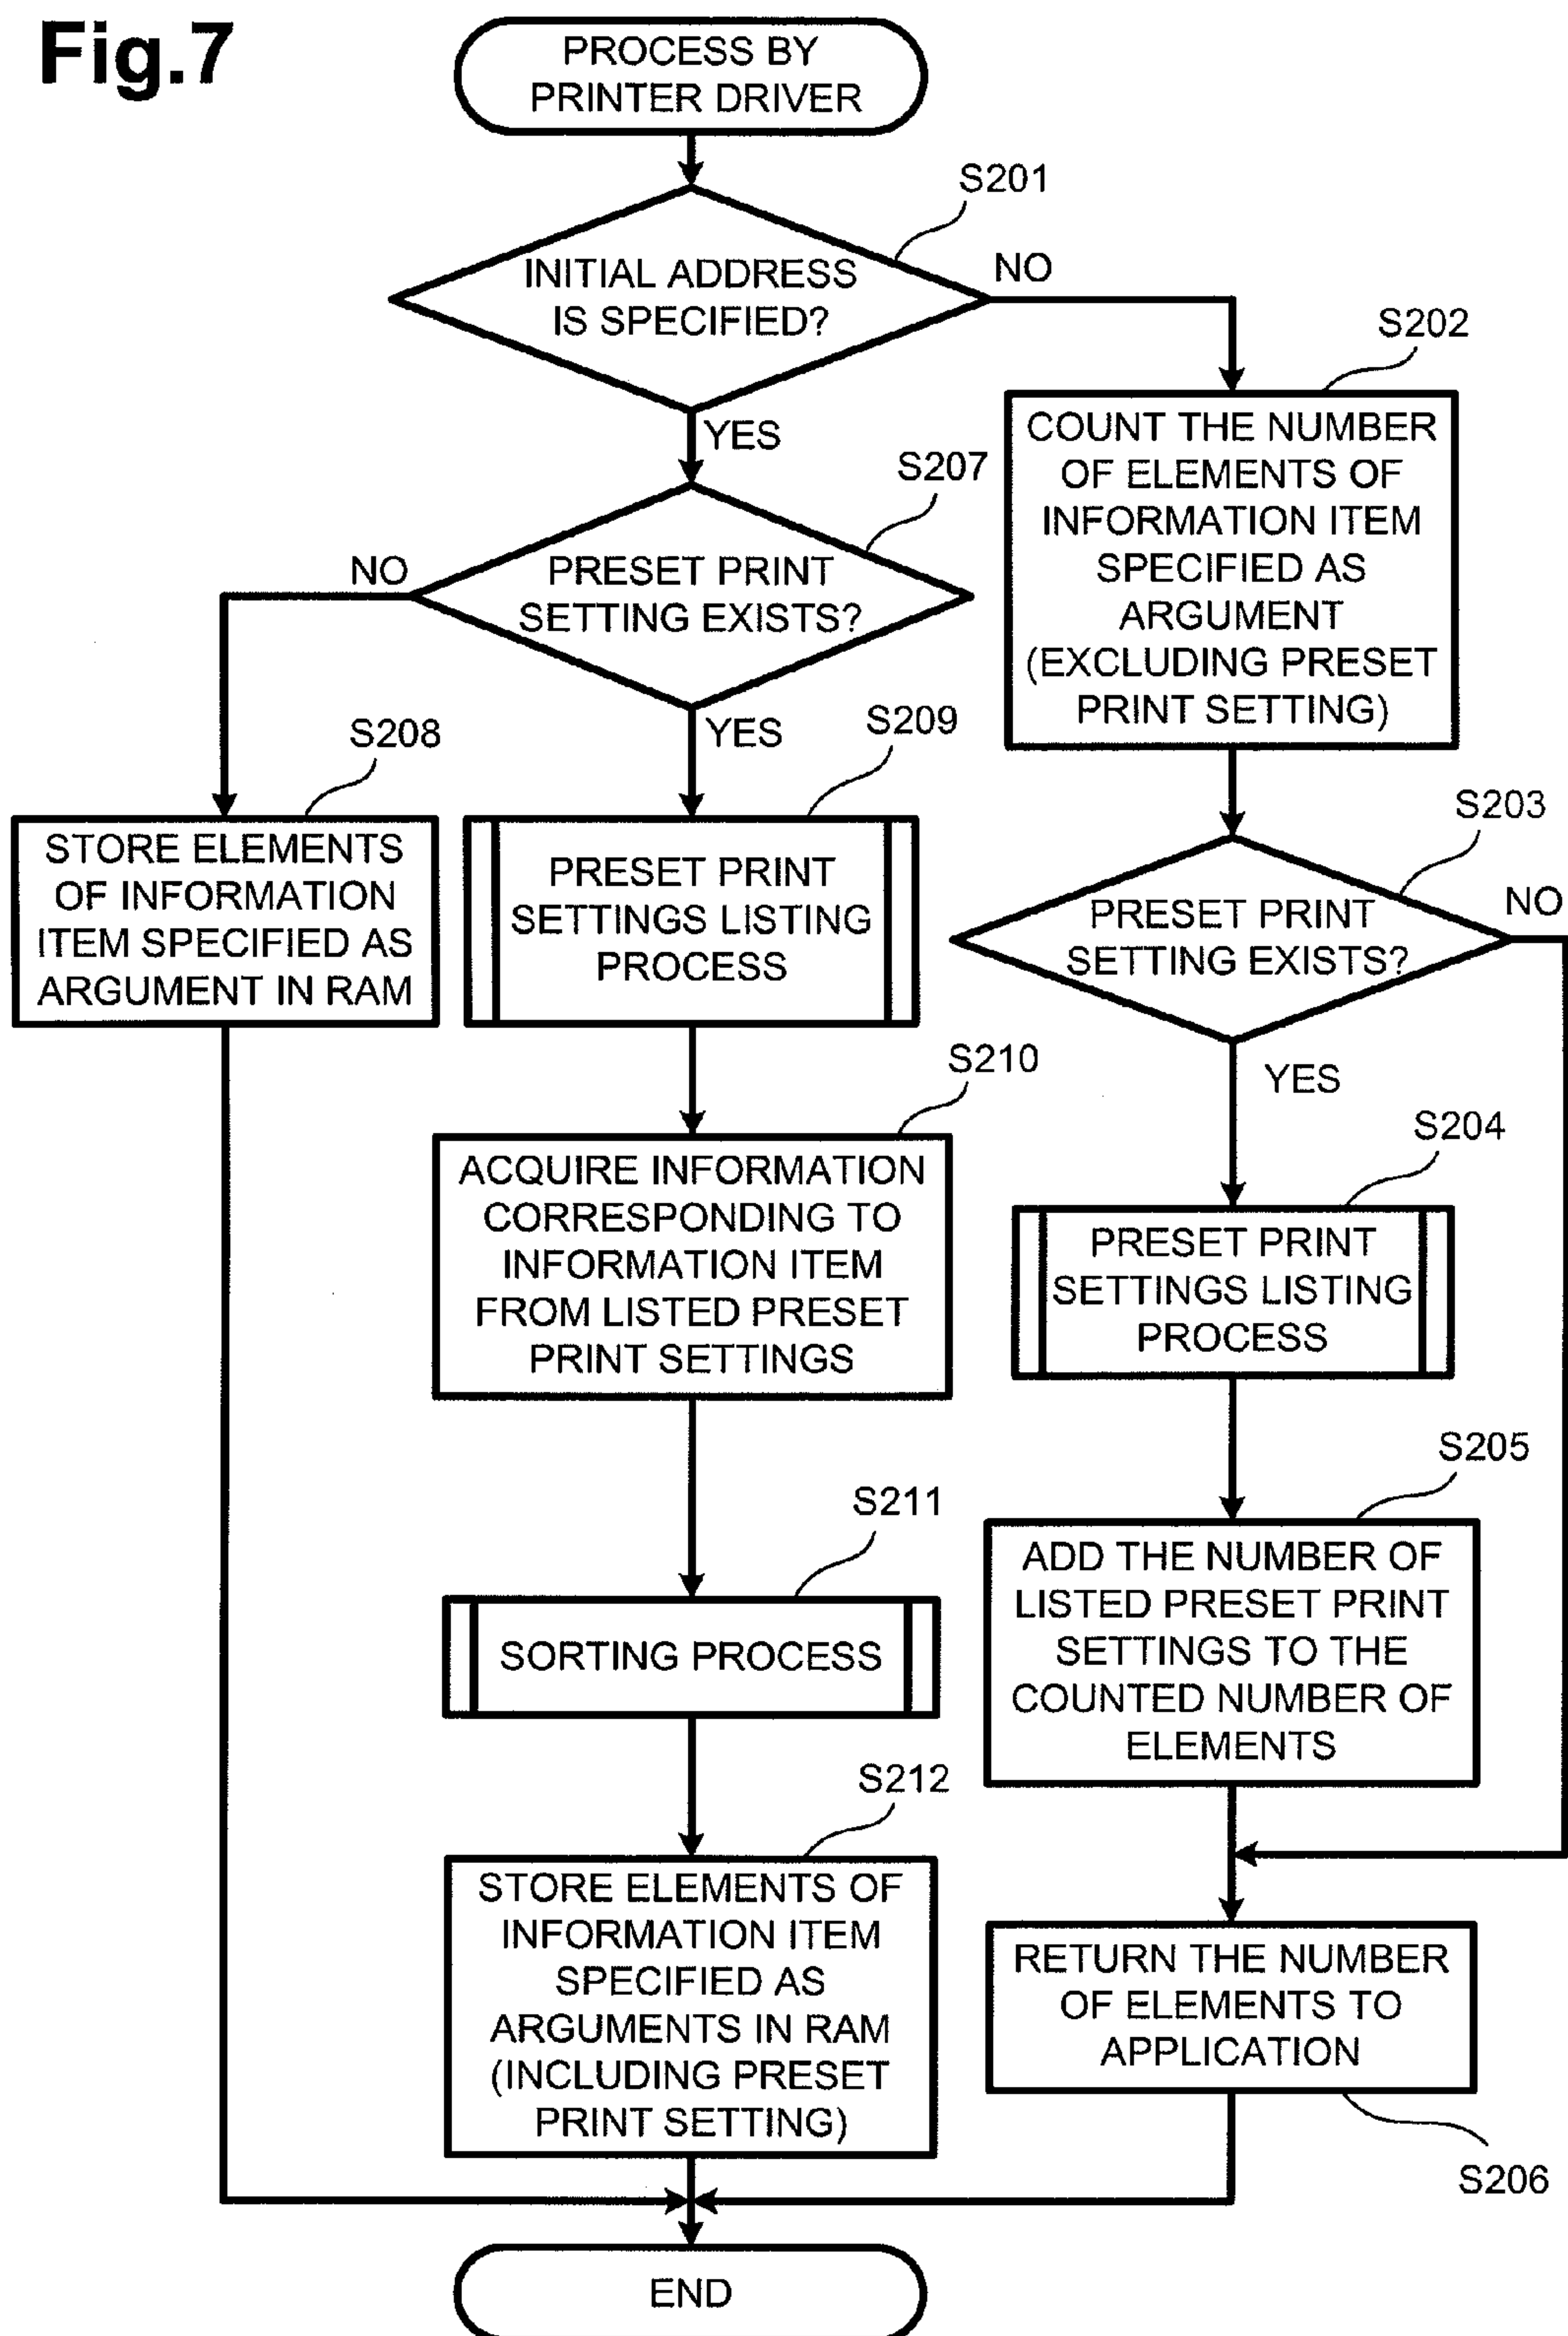 Fig.7
PROCESS BY
PRINTER DRIVER
S201
INITIAL ADDRESS
IS SPECIFIED?
NO
YES
S202
COUNT THE NUMBER
OF ELEMENTS OF
INFORMATION ITEM
SPECIFIED AS
ARGUMENT
(EXCLUDING PRESET
PRINT SETTING)
S207
PRESET PRINT
SETTING EXISTS?
NO
YES
S208
STORE ELEMENTS
OF INFORMATION
ITEM SPECIFIED AS
ARGUMENT IN RAM
S209
PRESET PRINT
SETTINGS LISTING
PROCESS
S203
PRESET PRINT
SETTING EXISTS?
NO
YES
S210
ACQUIRE INFORMATION
CORRESPONDING TO
INFORMATION ITEM
FROM LISTED PRESET
PRINT SETTINGS
S204
PRESET PRINT
SETTINGS LISTING
PROCESS
S211
SORTING PROCESS
S205
ADD THE NUMBER OF
LISTED PRESET PRINT
SETTINGS TO THE
COUNTED NUMBER OF
ELEMENTS
S212
STORE ELEMENTS OF
INFORMATION ITEM
SPECIFIED AS
ARGUMENTS IN RAM
(INCLUDING PRESET
PRINT SETTING)
RETURN THE NUMBER
OF ELEMENTS TO
APPLICATION
S206
END